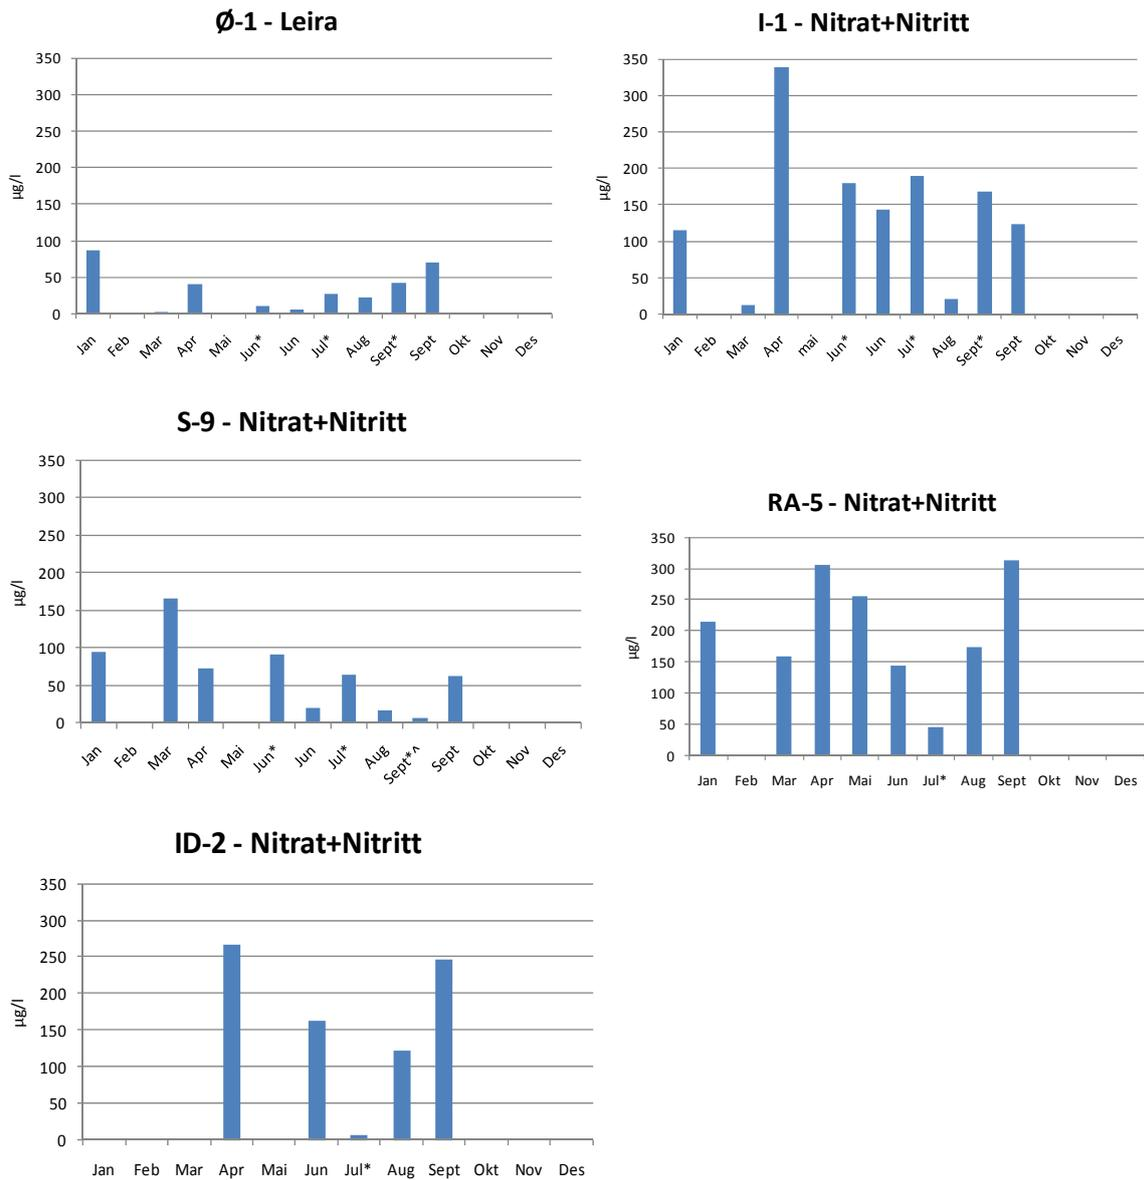 Ø-1 - Leira
350
300
250
200
150
100
50
0
µg/l
Jan Feb Mar Apr Mai Jun* Jun Jul* Aug Sept* Sept Okt Nov Des
I-1 - Nitrat+Nitritt
350
300
250
200
150
100
50
0
µg/l
Jan Feb Mar Apr mai Jun* Jun Jul* Aug Sept* Sept Okt Nov Des
S-9 - Nitrat+Nitritt
350
300
250
200
150
100
50
0
µg/l
Jan Feb Mar Apr Mai Jun* Jun Jul* Aug Sept*^ Sept Okt Nov Des
RA-5 - Nitrat+Nitritt
350
300
250
200
150
100
50
0
µg/l
Jan Feb Mar Apr Mai Jun Jul* Aug Sept Okt Nov Des
ID-2 - Nitrat+Nitritt
350
300
250
200
150
100
50
0
µg/l
Jan Feb Mar Apr Mai Jun Jul* Aug Sept Okt Nov Des